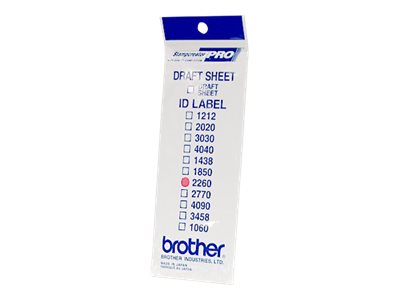 Stampcreator PRO
DRAFT SHEET
DRAFT
SHEET
ID LABEL
1212
2020
3030
4040
1438
1850
2260
2770
4090
3458
1060
brother
BROTHER INDUSTRIES, LTD.
MADE IN JAPAN